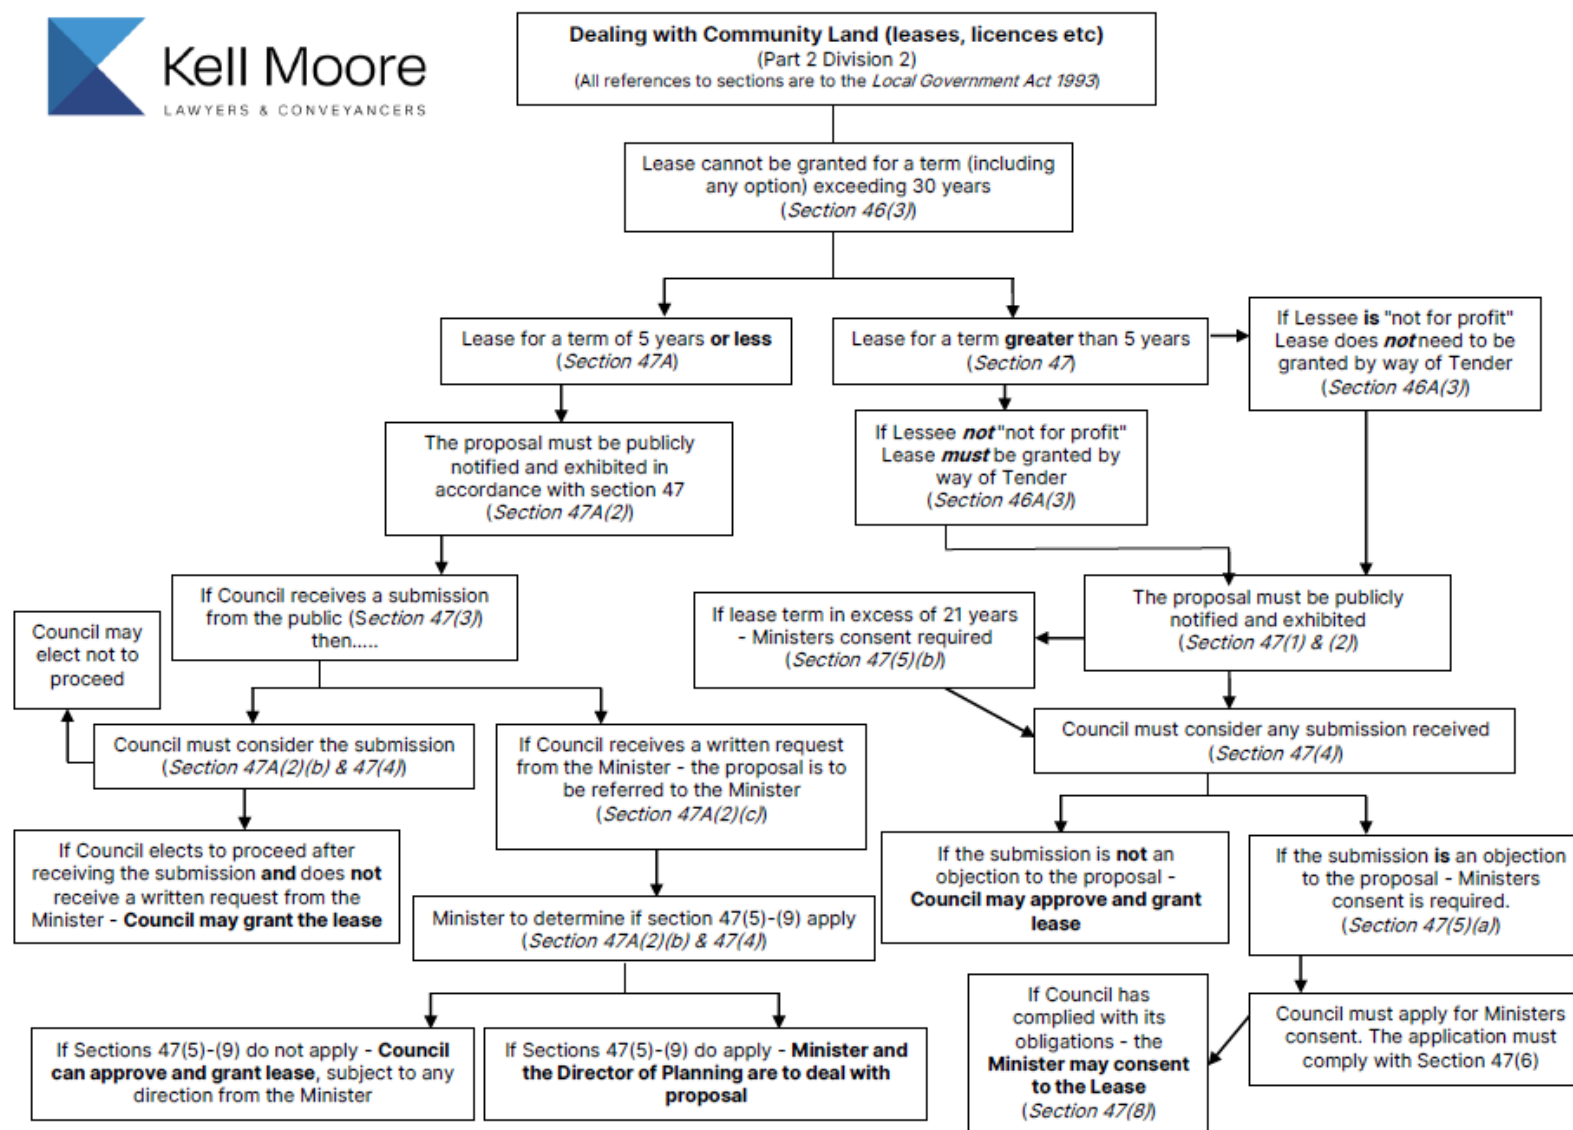 Kell Moore
LAWYERS & CONVEYANCERS
Dealing with Community Land (leases, licences etc)
(Part 2 Division 2)
(All references to sections are to the Local Government Act 1993)
Lease cannot be granted for a term (including
any option) exceeding 30 years
(Section 46(3))
Lease for a term of 5 years or less
(Section 47A)
Lease for a term greater than 5 years
(Section 47)
If Lessee is "not for profit"
Lease does not need to be
granted by way of Tender
(Section 46A(3))
The proposal must be publicly
notified and exhibited in
accordance with section 47
(Section 47A(2))
If Lessee not "not for profit"
Lease must be granted by
way of Tender
(Section 46A(3))
If Council receives a submission
from the public (Section 47(3))
then.....
Council may
elect not to
proceed
If lease term in excess of 21 years
- Ministers consent required
(Section 47(5)(b))
The proposal must be publicly
notified and exhibited
(Section 47(1) & (2))
Council must consider the submission
(Section 47A(2)(b) & 47(4))
If Council receives a written request
from the Minister - the proposal is to
be referred to the Minister
(Section 47A(2)(c))
Council must consider any submission received
(Section 47(4))
If Council elects to proceed after
receiving the submission and does not
receive a written request from the
Minister - Council may grant the lease
Minister to determine if section 47(5)-(9) apply
(Section 47A(2)(b) & 47(4))
If the submission is not an
objection to the proposal -
Council may approve and grant
lease
If the submission is an objection
to the proposal - Ministers
consent is required.
(Section 47(5)(a))
If Sections 47(5)-(9) do not apply - Council
can approve and grant lease, subject to any
direction from the Minister
If Sections 47(5)-(9) do apply - Minister and
the Director of Planning are to deal with
proposal
If Council has
complied with its
obligations - the
Minister may consent
to the Lease
(Section 47(8))
Council must apply for Ministers
consent. The application must
comply with Section 47(6)